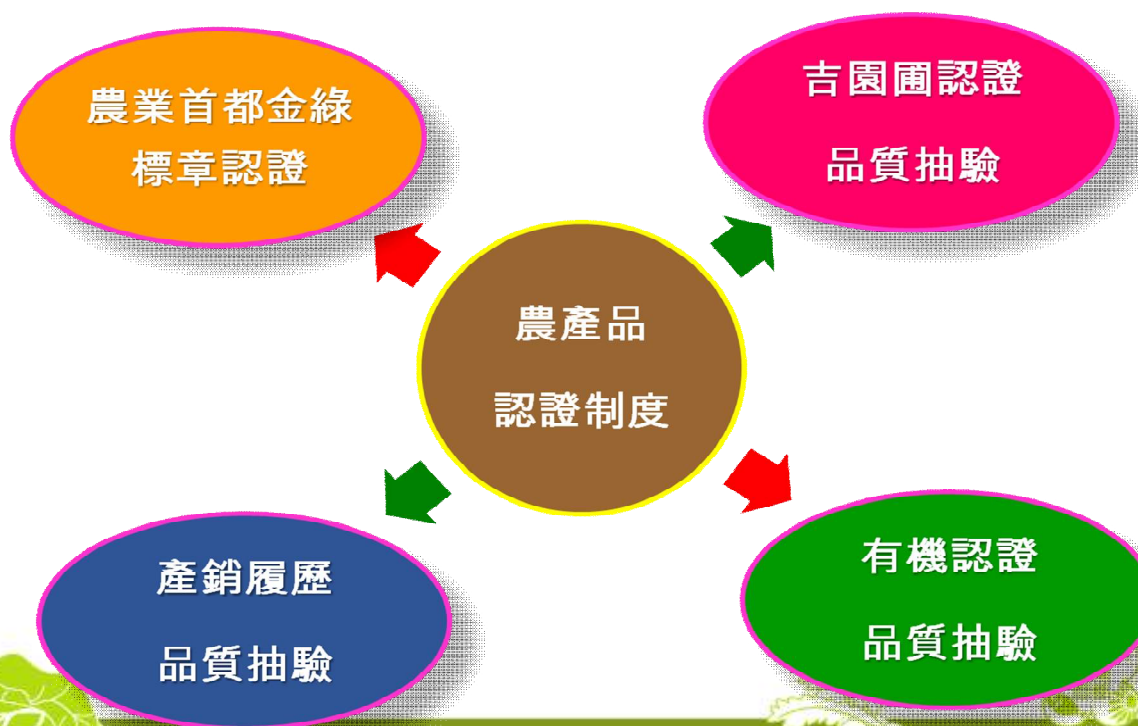 農業首都金綠
標章認證
吉園圃認證
品質抽驗
農產品
認證制度
產銷履歷
品質抽驗
有機認證
品質抽驗